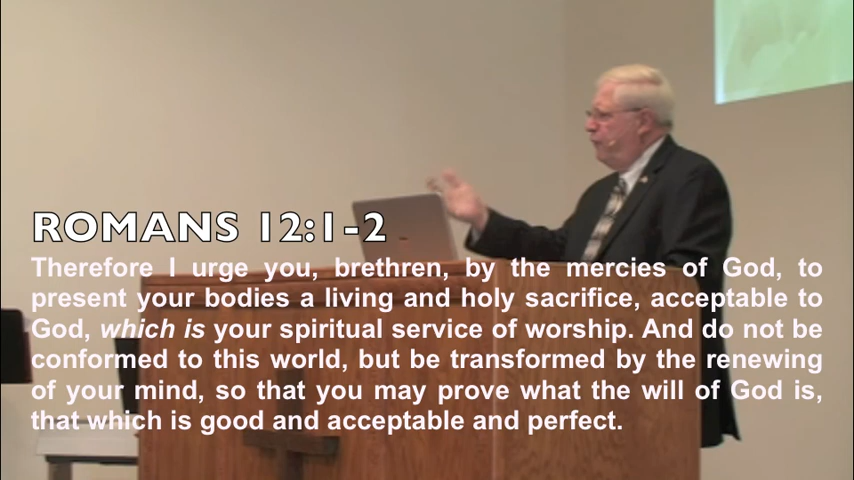 ROMANS 12:1-2
Therefore I urge you, brethren, by the mercies of God, to
present your bodies a living and holy sacrifice, acceptable to
God, which is your spiritual service of worship. And do not be
conformed to this world, but be transformed by the renewing
of your mind, so that you may prove what the will of God is,
that which is good and acceptable and perfect.